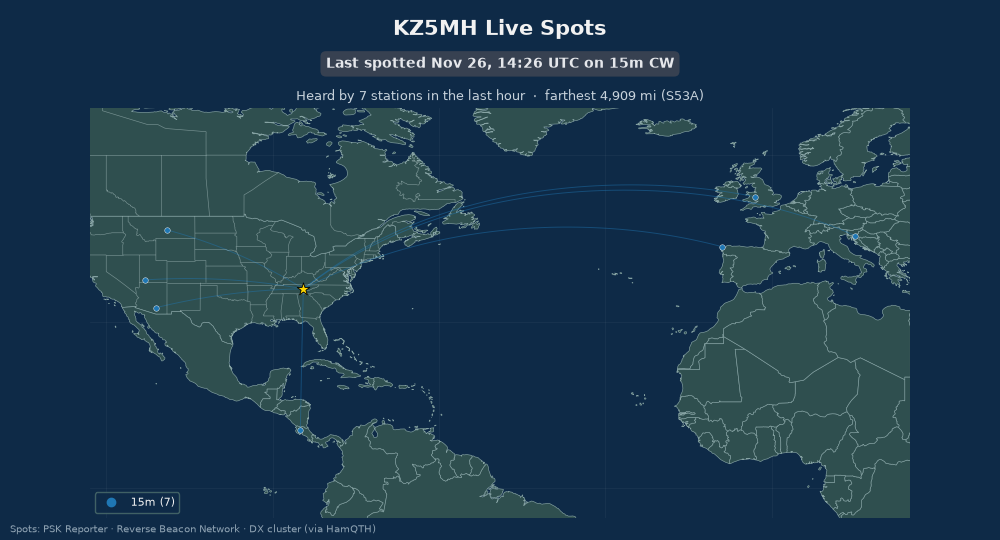 KZ5MH Live Spots
Last spotted Nov 26, 14:26 UTC on 15m CW
Heard by 7 stations in the last hour · farthest 4,909 mi (S53A)
15m (7)
Spots: PSK Reporter · Reverse Beacon Network · DX cluster (via HamQTH)